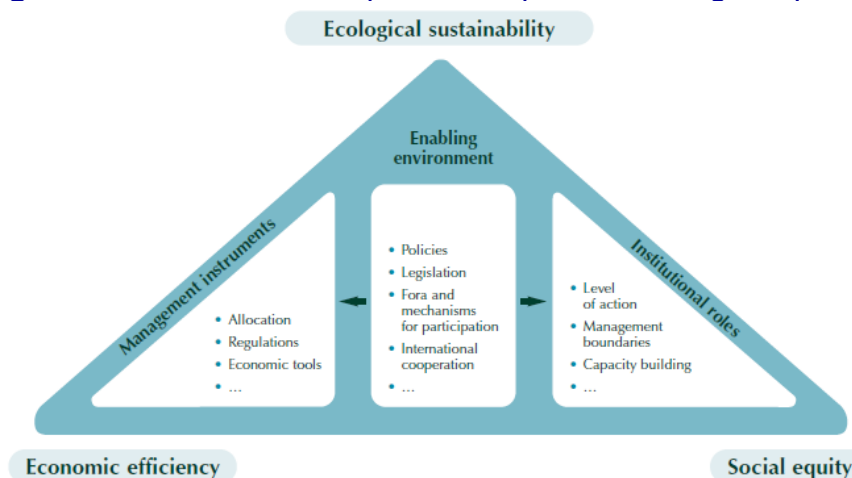 Ecological sustainability
Enabling
environment
Management instruments
• Allocation
• Regulations
• Economic tools
• ...
• Policies
• Legislation
• Fora and
mechanisms
for participation
• International
cooperation
• ...
Institutional roles
• Level
of action
• Management
boundaries
• Capacity building
• ...
Economic efficiency
Social equity